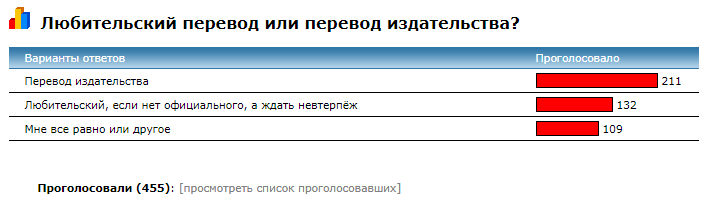 Любительский перевод или перевод издательства?
Варианты ответов Проголосовало
Перевод издательства 211
Любительский, если нет официального, а ждать невтерпёж 132
Мне все равно или другое 109
Проголосовали (455): [просмотреть список проголосовавших]